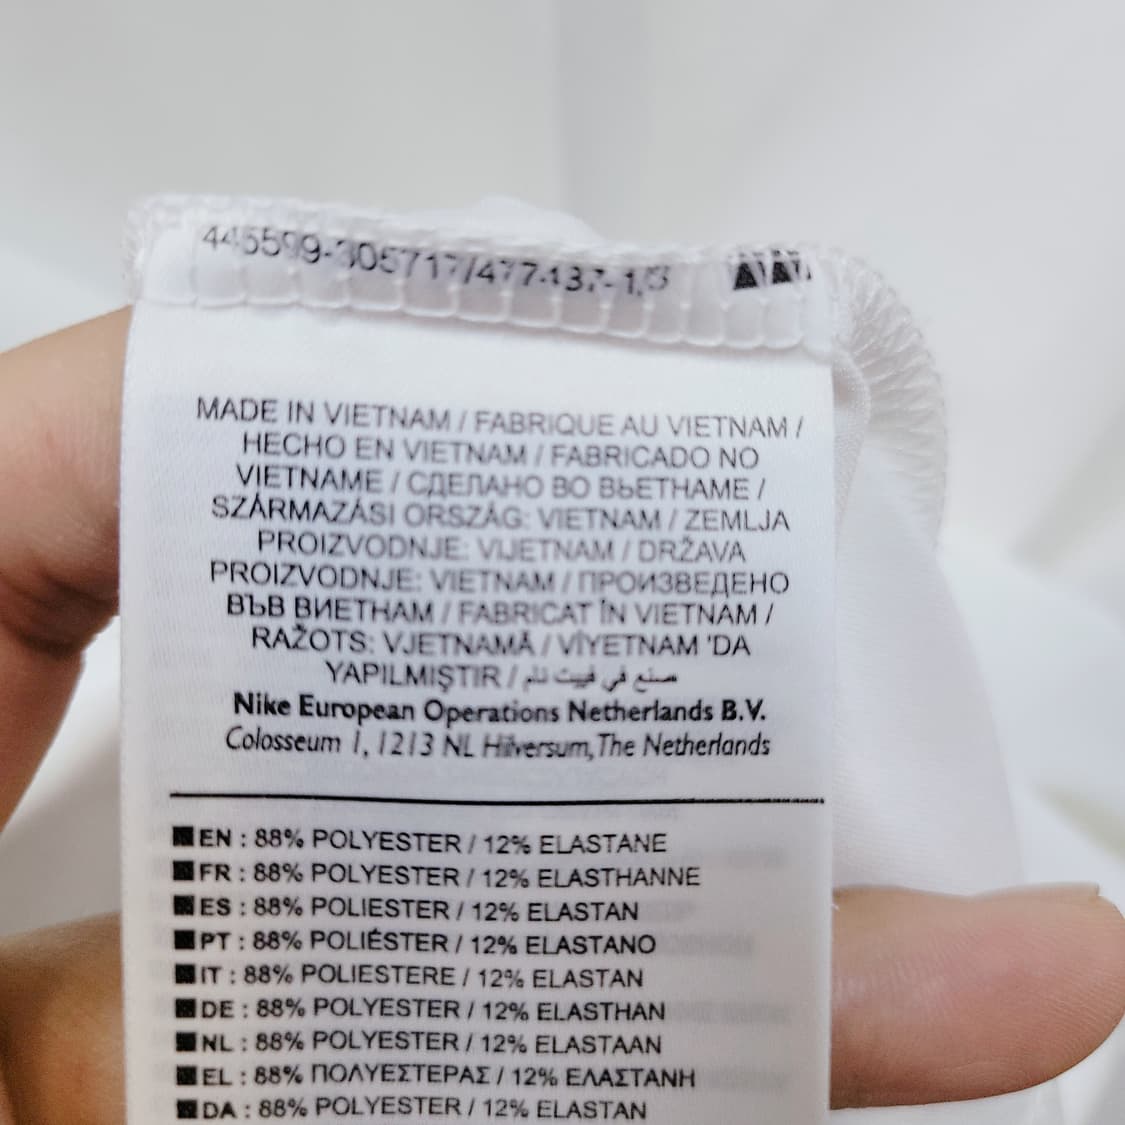 MADE IN VIETNAM / FABRIQUE AU VIETNAM /
HECHO EN VIETNAM / FABRICADO NO
VIETNAME / СДЕЛАНО ВО ВЬЕТНАМЕ /
SZÁRMAZÁSI ORSZÁG: VIETNAM / ZEMLJA
PROIZVODNJE: VIJETNAM / DRŽAVA
PROIZVODNJE: VIETNAM / ПРОИЗВЕДЕНО
ВЪВ ВИЕТНАМ / FABRICAT ÎN VIETNAM /
RAŽOTS: VJETNAMĀ / VİYETNAM 'DA
YAPILMIŞTIR / صنع في فييت نام
Nike European Operations Netherlands B.V.
Colosseum 1, 1213 NL Hilversum, The Netherlands
EN : 88% POLYESTER / 12% ELASTANE
FR : 88% POLYESTER / 12% ELASTHANNE
ES : 88% POLIESTER / 12% ELASTAN
PT : 88% POLIÉSTER / 12% ELASTANO
IT : 88% POLIESTERE / 12% ELASTAN
DE : 88% POLYESTER / 12% ELASTHAN
NL : 88% POLYESTER / 12% ELASTAAN
EL : 88% ΠΟΛΥΕΣΤΕΡΑΣ / 12% ΕΛΑΣΤΑΝΗ
DA : 88% POLYESTER / 12% ELASTAN